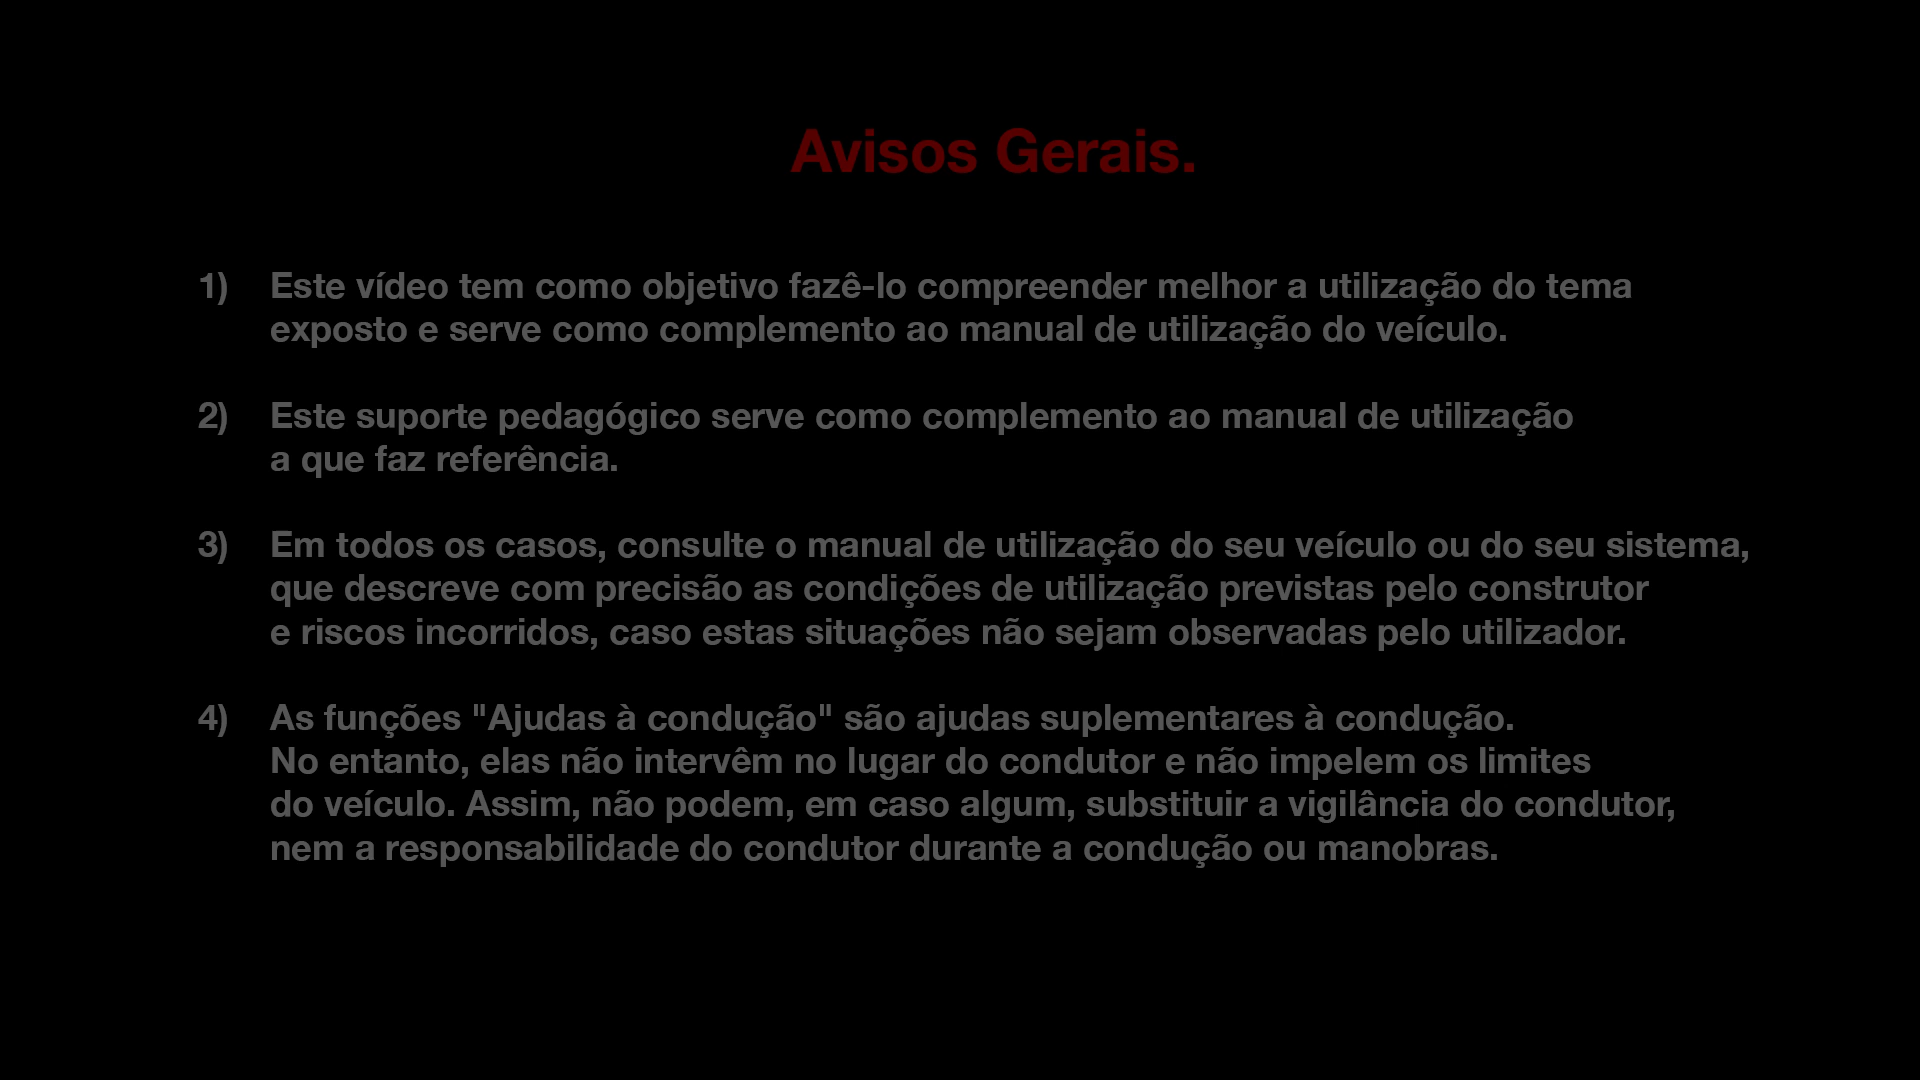 Avisos Gerais.
1) Este vídeo tem como objetivo fazê-lo compreender melhor a utilização do tema
exposto e serve como complemento ao manual de utilização do veículo.
2) Este suporte pedagógico serve como complemento ao manual de utilização
a que faz referência.
3) Em todos os casos, consulte o manual de utilização do seu veículo ou do seu sistema,
que descreve com precisão as condições de utilização previstas pelo construtor
e riscos incorridos, caso estas situações não sejam observadas pelo utilizador.
4) As funções "Ajudas à condução" são ajudas suplementares à condução.
No entanto, elas não intervêm no lugar do condutor e não impelem os limites
do veículo. Assim, não podem, em caso algum, substituir a vigilância do condutor,
nem a responsabilidade do condutor durante a condução ou manobras.